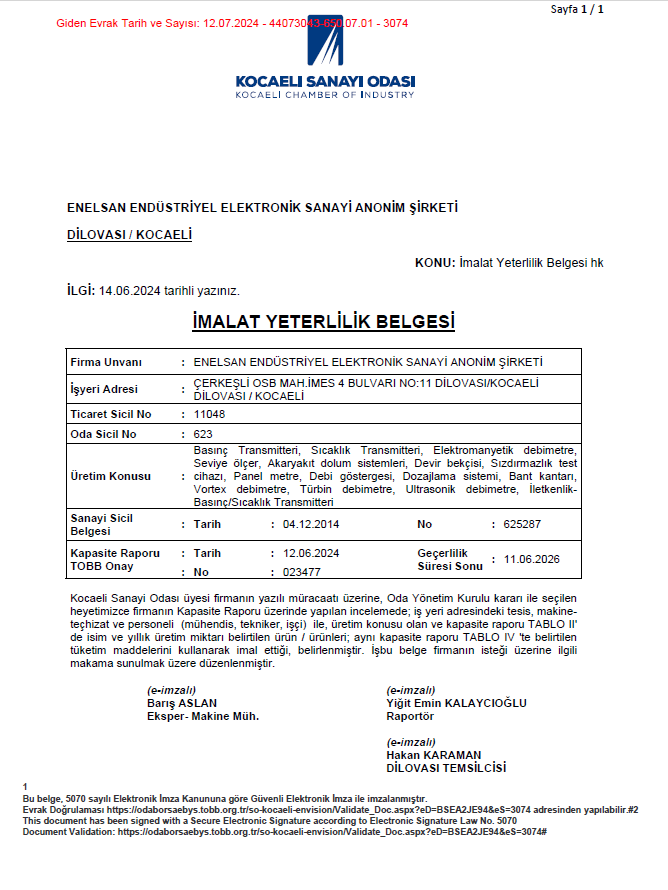 Sayfa 1 / 1
Giden Evrak Tarih ve Sayısı: 12.07.2024 - 44073043-650.07.01 - 3074
KOCAELİ SANAYİ ODASI
KOCAELİ CHAMBER OF INDUSTRY
ENELSAN ENDÜSTRİYEL ELEKTRONİK SANAYİ ANONİM ŞİRKETİ
DİLOVASI / KOCAELİ
KONU: İmalat Yeterlilik Belgesi hk
İLGİ: 14.06.2024 tarihli yazınız.
İMALAT YETERLİLİK BELGESİ
Firma Unvanı : ENELSAN ENDÜSTRİYEL ELEKTRONİK SANAYİ ANONİM ŞİRKETİ
İşyeri Adresi : ÇERKEŞLİ OSB MAH.İMES 4 BULVARI NO:11 DİLOVASI/KOCAELİ
DİLOVASI / KOCAELİ
Ticaret Sicil No : 11048
Oda Sicil No : 623
Üretim Konusu : Basınç Transmitteri, Sıcaklık Transmitteri, Elektromanyetik debimetre,
Seviye ölçer, Akaryakıt dolum sistemleri, Devir bekçisi, Sızdırmazlık test
cihazı, Panel metre, Debi göstergesi, Dozajlama sistemi, Bant kantarı,
Vortex debimetre, Türbin debimetre, Ultrasonik debimetre, İletkenlik-
Basınç/Sıcaklık Transmitteri
Sanayi Sicil
Belgesi : Tarih : 04.12.2014 No : 625287
Kapasite Raporu
TOBB Onay : Tarih : 12.06.2024 Geçerlilik
Süresi Sonu : 11.06.2026
: No : 023477
Kocaeli Sanayi Odası üyesi firmanın yazılı müracaatı üzerine, Oda Yönetim Kurulu kararı ile seçilen
heyetimizce firmanın Kapasite Raporu üzerinde yapılan incelemede; iş yeri adresindeki tesis, makine-
teçhizat ve personeli (mühendis, tekniker, işçi) ile, üretim konusu olan ve kapasite raporu TABLO II'
de isim ve yıllık üretim miktarı belirtilen ürün / ürünleri; aynı kapasite raporu TABLO IV 'te belirtilen
tüketim maddelerini kullanarak imal ettiği, belirlenmiştir. İşbu belge firmanın isteği üzerine ilgili
makama sunulmak üzere düzenlenmiştir.
(e-imzalı)
Barış ASLAN
Eksper- Makine Müh.
(e-imzalı)
Yiğit Emin KALAYCIOĞLU
Raportör
(e-imzalı)
Hakan KARAMAN
DİLOVASI TEMSİLCİSİ
1
Bu belge, 5070 sayılı Elektronik İmza Kanununa göre Güvenli Elektronik İmza ile imzalanmıştır.
Evrak Doğrulaması https://odaborsaebys.tobb.org.tr/so-kocaeli-envision/Validate_Doc.aspx?eD=BSEA2JE94&eS=3074 adresinden yapılabilir.#2
This document has been signed with a Secure Electronic Signature according to Electronic Signature Law No. 5070
Document Validation: https://odaborsaebys.tobb.org.tr/so-kocaeli-envision/Validate_Doc.aspx?eD=BSEA2JE94&eS=3074#